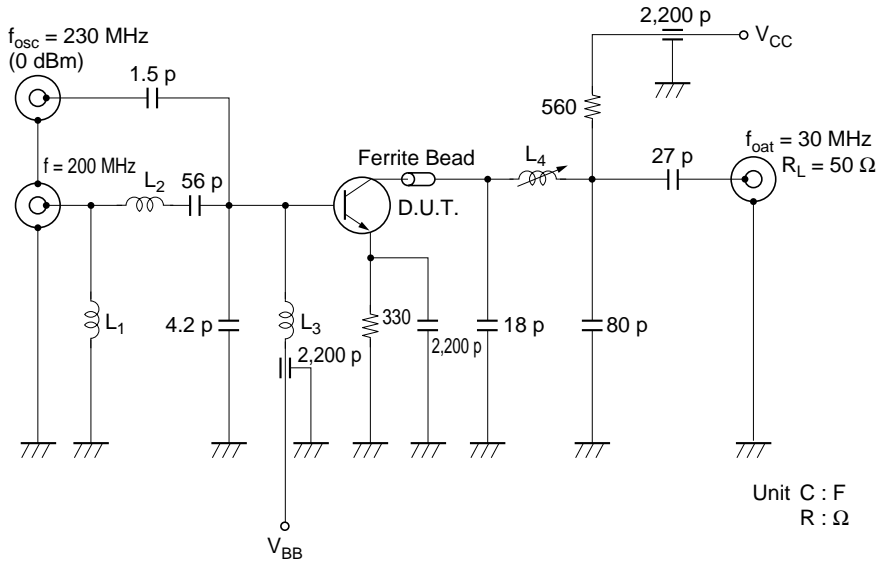 f_osc = 230 MHz
(0 dBm)
2,200 p
V_CC
1.5 p
560
f = 200 MHz
L_2
56 p
Ferrite Bead
D.U.T.
L_4
27 p
f_oat = 30 MHz
R_L = 50 Ω
L_1
4.2 p
L_3
2,200 p
330
2,200 p
18 p
80 p
V_BB
Unit C : F
R : Ω